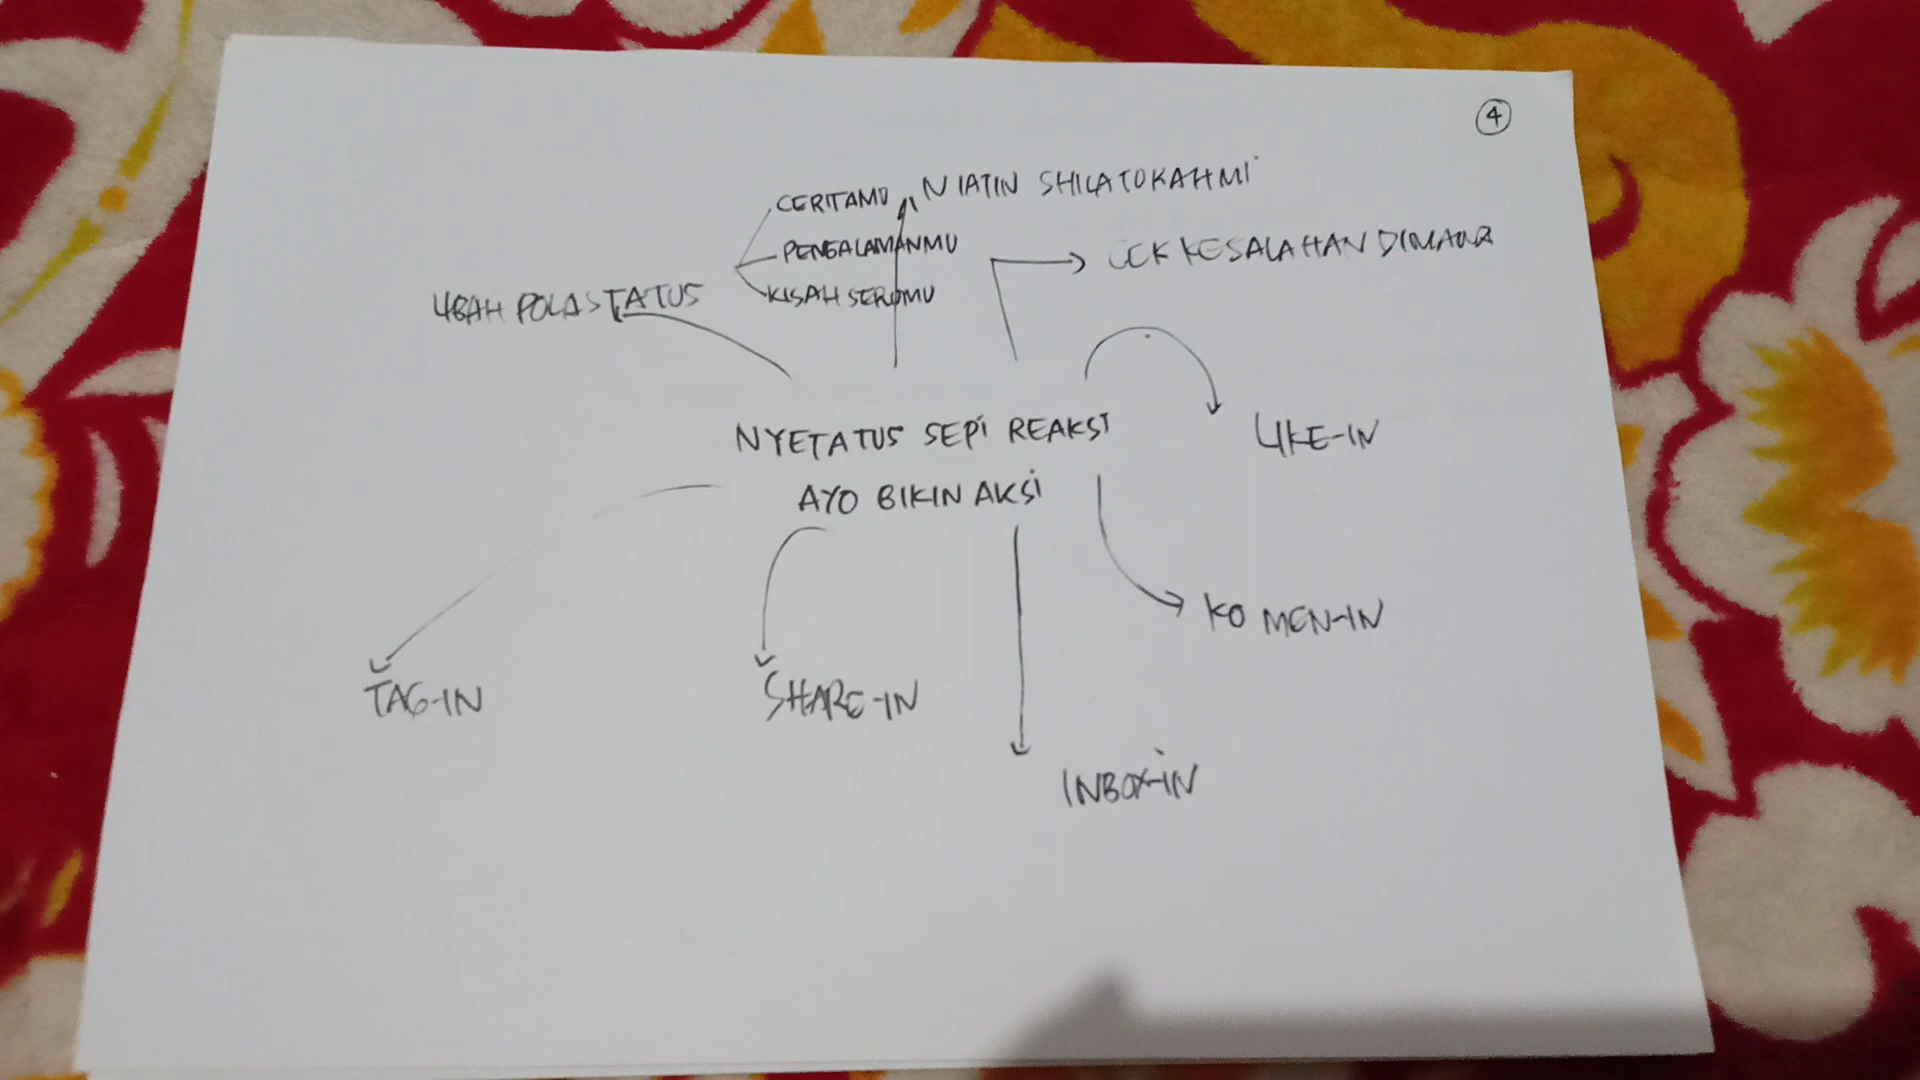 4
CERITAMU
NIATIN SHILATOKAHMI
PENGALAMANMU
CEK KESALAHAN DIMANA
KISAH SERUMU
UBAH POLA STATUS
NYETATUS SEPI REAKSI
LIKE-IN
AYO BIKIN AKSI
KOMEN-IN
TAG-IN
SHARE-IN
INBOX-IN